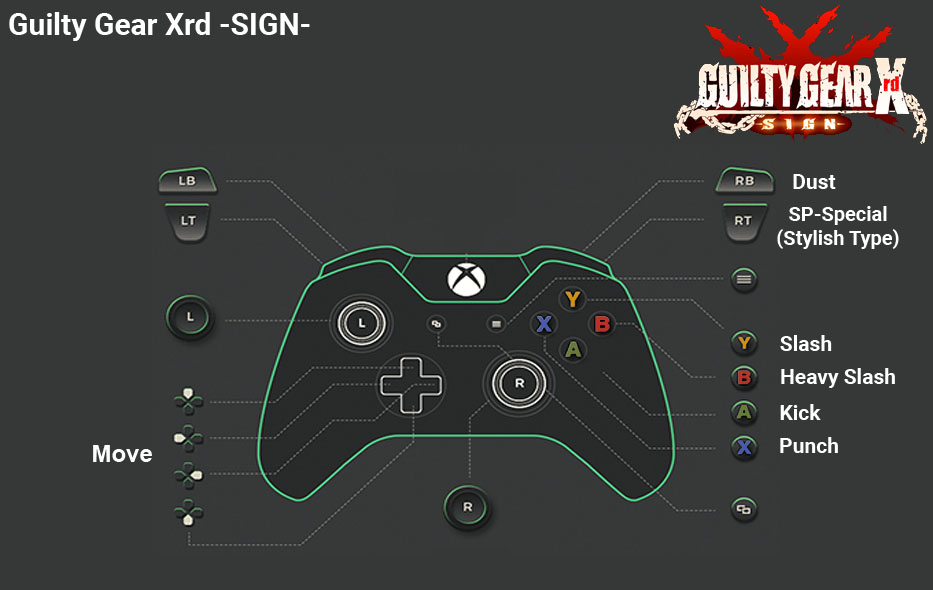 Guilty Gear Xrd -SIGN-
GUILTY GEAR Xrd
-SIGN-
LB
LT
L
Move
RB Dust
RT SP-Special
(Stylish Type)
Y Slash
B Heavy Slash
A Kick
X Punch
L
Y
X
B
A
R
R